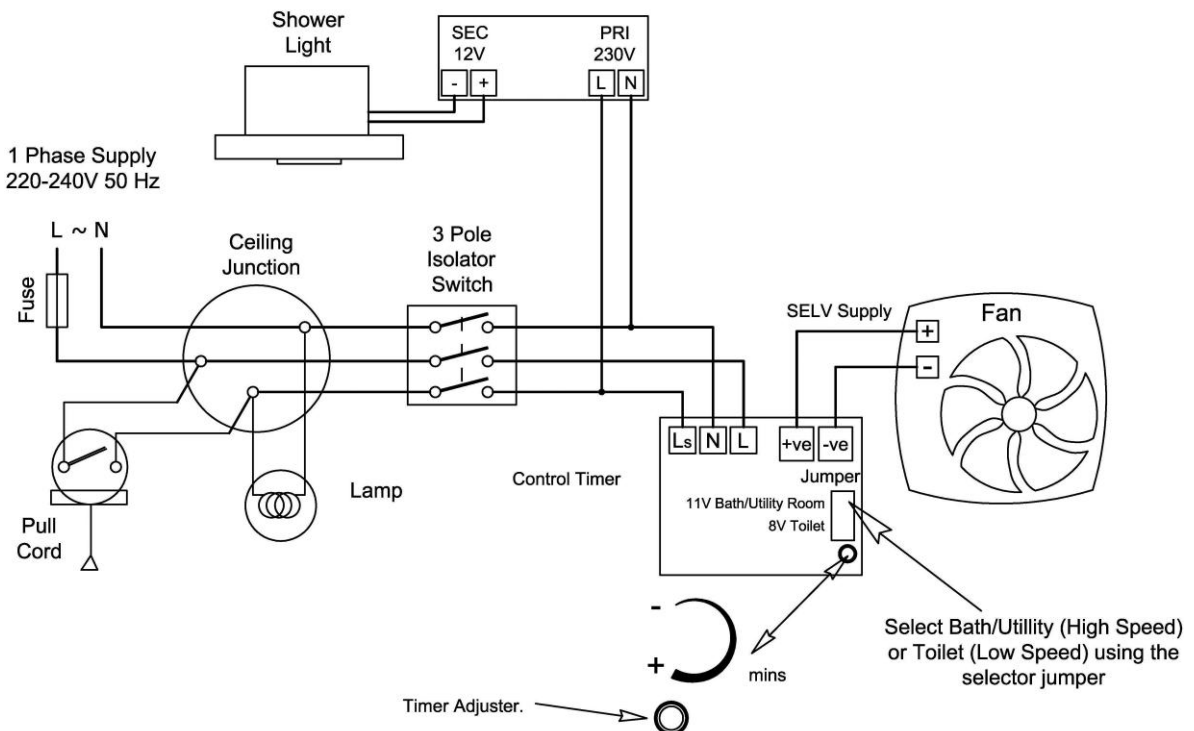 Shower
Light
SEC
12V
PRI
230V
- +
L N
1 Phase Supply
220-240V 50 Hz
L ~ N
Fuse
Ceiling
Junction
3 Pole
Isolator
Switch
SELV Supply
+
-
Fan
Ls N L
+ve -ve
Jumper
11V Bath/Utility Room
8V Toilet
Control Timer
Lamp
Pull
Cord
-
+
mins
Timer Adjuster.
Select Bath/Utillity (High Speed)
or Toilet (Low Speed) using the
selector jumper